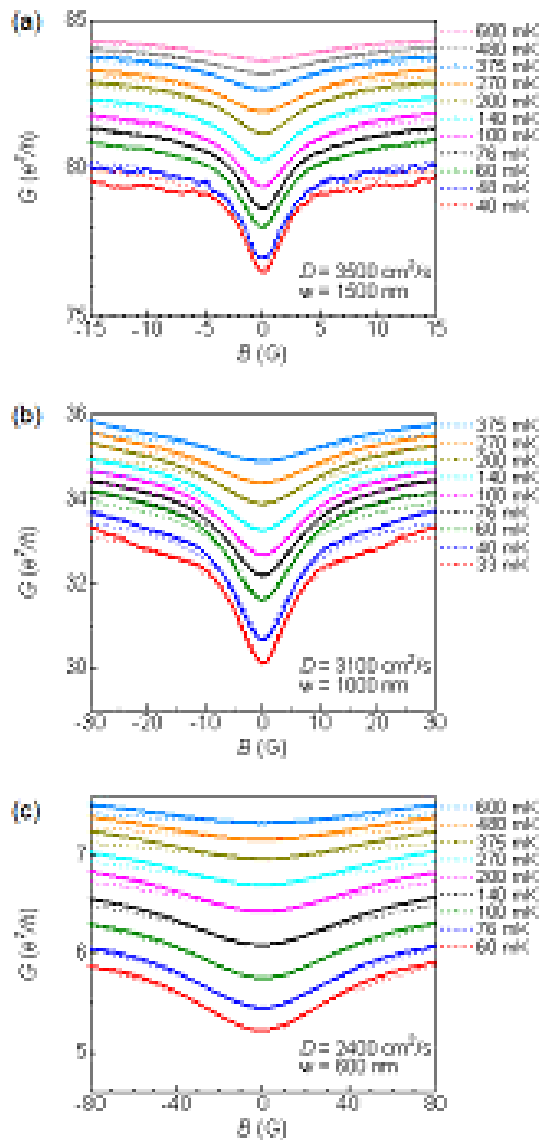 (a)
85
80
75
G (e²/h)
-15 -10 -5 0 5 10 15
B (G)
600 mK
480 mK
375 mK
270 mK
200 mK
140 mK
100 mK
76 mK
60 mK
48 mK
40 mK
D = 3500 cm²/s
w = 1500 nm
(b)
36
34
32
30
G (e²/h)
-30 -20 -10 0 10 20 30
B (G)
375 mK
270 mK
200 mK
140 mK
100 mK
76 mK
60 mK
40 mK
33 mK
D = 3100 cm²/s
w = 1000 nm
(c)
7
6
5
G (e²/h)
-80 -40 0 40 80
B (G)
600 mK
480 mK
375 mK
270 mK
200 mK
140 mK
100 mK
76 mK
60 mK
D = 2400 cm²/s
w = 600 nm